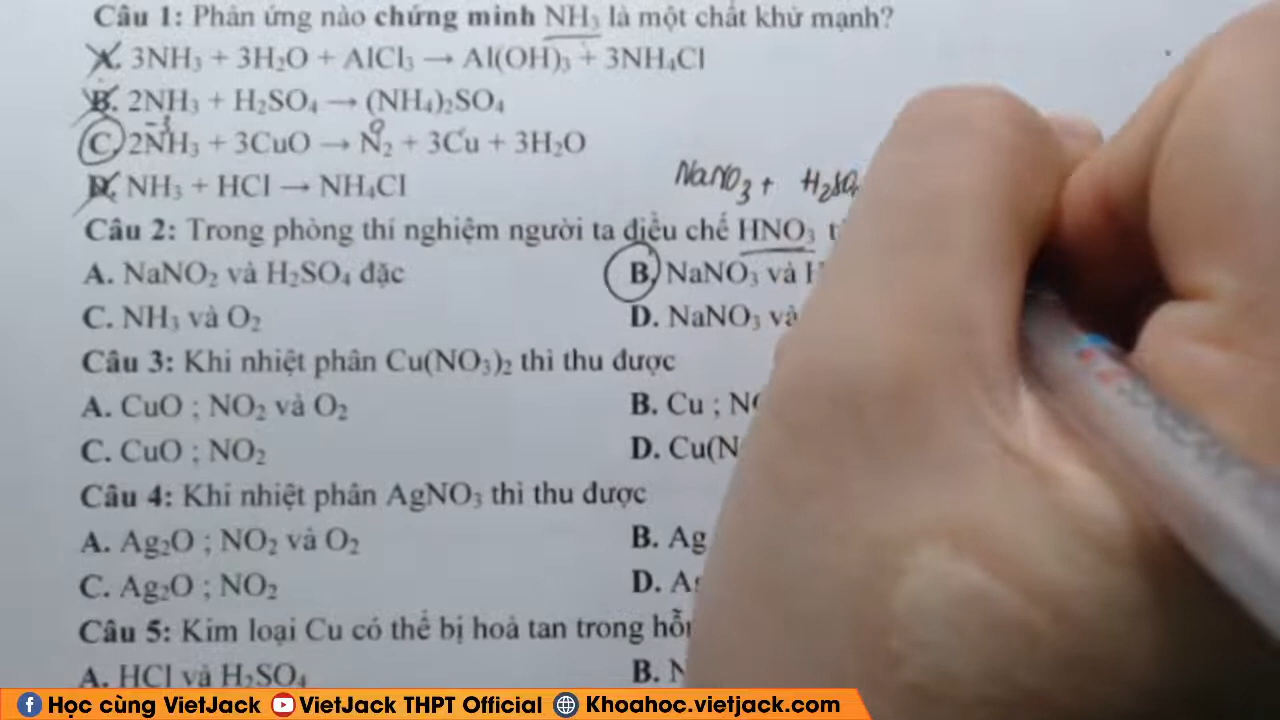 Câu 1: Phản ứng nào chứng minh NH₃ là một chất khử mạnh?
A. 3NH₃ + 3H₂O + AlCl₃ → Al(OH)₃ + 3NH₄Cl
B. 2NH₃ + H₂SO₄ → (NH₄)₂SO₄
-3 0
C. 2NH₃ + 3CuO → N₂ + 3Cu + 3H₂O
D. NH₃ + HCl → NH₄Cl
NaNO₃ + H₂SO₄
Câu 2: Trong phòng thí nghiệm người ta điều chế HNO₃
A. NaNO₂ và H₂SO₄ đặc B. NaNO₃ và
C. NH₃ và O₂ D. NaNO₃ và
Câu 3: Khi nhiệt phân Cu(NO₃)₂ thì thu được
A. CuO ; NO₂ và O₂ B. Cu ;
C. CuO ; NO₂ D.
Câu 4: Khi nhiệt phân AgNO₃ thì thu được
A. Ag₂O ; NO₂ và O₂ B. Ag
C. Ag₂O ; NO₂ D.
Câu 5: Kim loại Cu có thể bị hoà tan trong
A. HCl và H₂SO₄ B.
Học cùng VietJack VietJack THPT Official Khoahoc.vietjack.com